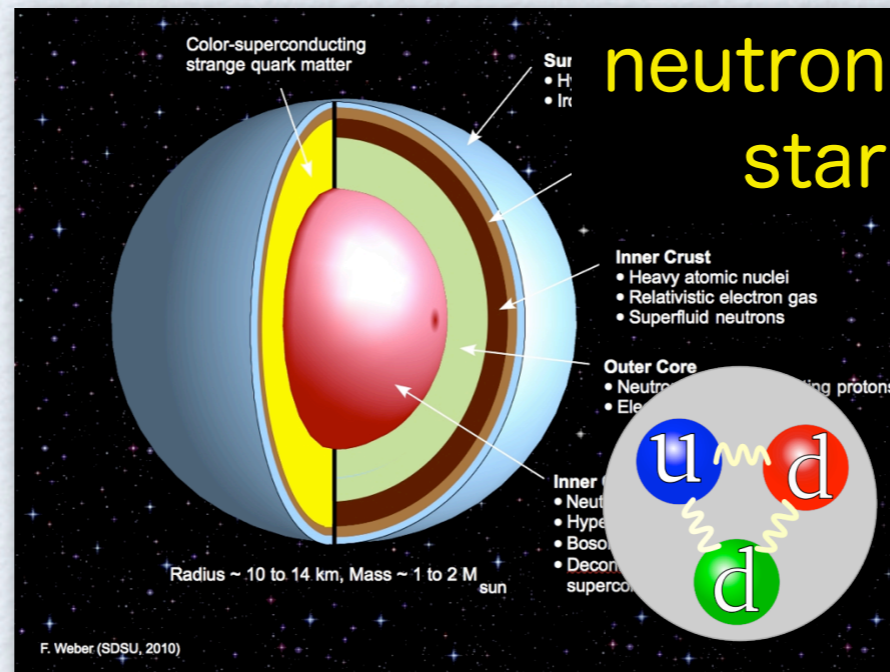 Color-superconducting
strange quark matter
neutron
star
Inner Crust
• Heavy atomic nuclei
• Relativistic electron gas
• Superfluid neutrons
Outer Core
• protons
•
Inner
•
•
•
•
Radius ~ 10 to 14 km, Mass ~ 1 to 2 M sun
u
d
d
F. Weber (SDSU, 2010)